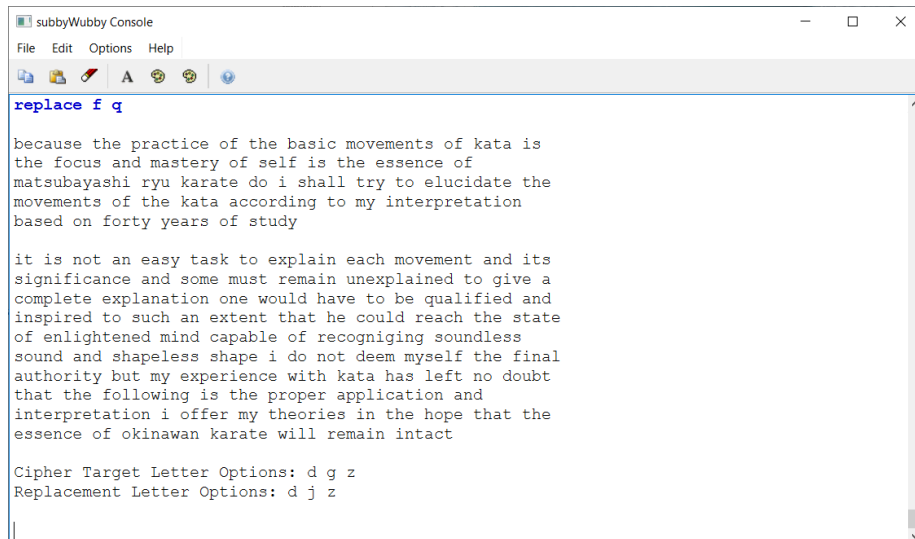 subbyWubby Console
File Edit Options Help
A
replace f q
because the practice of the basic movements of kata is
the focus and mastery of self is the essence of
matsubayashi ryu karate do i shall try to elucidate the
movements of the kata according to my interpretation
based on forty years of study
it is not an easy task to explain each movement and its
significance and some must remain unexplained to give a
complete explanation one would have to be qualified and
inspired to such an extent that he could reach the state
of enlightened mind capable of recogniging soundless
sound and shapeless shape i do not deem myself the final
authority but my experience with kata has left no doubt
that the following is the proper application and
interpretation i offer my theories in the hope that the
essence of okinawan karate will remain intact
Cipher Target Letter Options: d g z
Replacement Letter Options: d j z